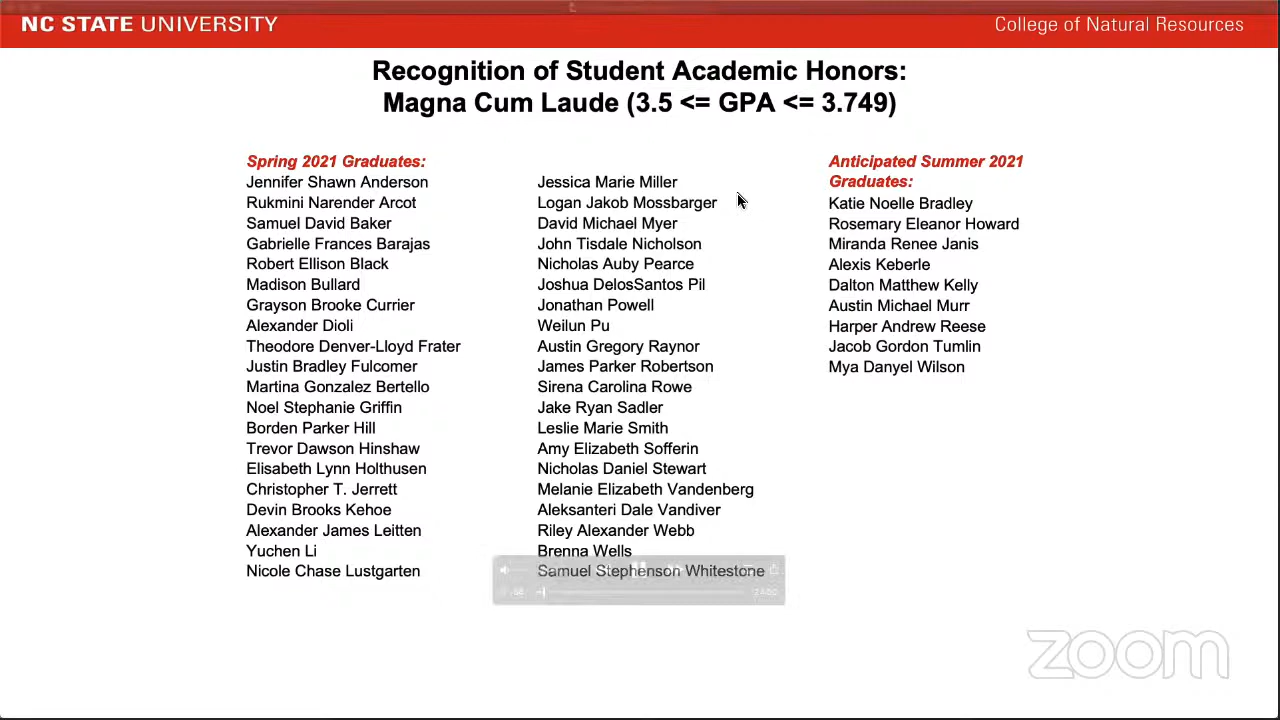 NC STATE UNIVERSITY
College of Natural Resources
Recognition of Student Academic Honors:
Magna Cum Laude (3.5 <= GPA <= 3.749)
Spring 2021 Graduates:
Jennifer Shawn Anderson
Rukmini Narender Arcot
Samuel David Baker
Gabrielle Frances Barajas
Robert Ellison Black
Madison Bullard
Grayson Brooke Currier
Alexander Dioli
Theodore Denver-Lloyd Frater
Justin Bradley Fulcomer
Martina Gonzalez Bertello
Noel Stephanie Griffin
Borden Parker Hill
Trevor Dawson Hinshaw
Elisabeth Lynn Holthusen
Christopher T. Jerrett
Devin Brooks Kehoe
Alexander James Leitten
Yuchen Li
Nicole Chase Lustgarten
Jessica Marie Miller
Logan Jakob Mossbarger
David Michael Myer
John Tisdale Nicholson
Nicholas Auby Pearce
Joshua DelosSantos Pil
Jonathan Powell
Weilun Pu
Austin Gregory Raynor
James Parker Robertson
Sirena Carolina Rowe
Jake Ryan Sadler
Leslie Marie Smith
Amy Elizabeth Sofferin
Nicholas Daniel Stewart
Melanie Elizabeth Vandenberg
Aleksanteri Dale Vandiver
Riley Alexander Webb
Brenna Wells
Samuel Stephenson Whitestone
Anticipated Summer 2021
Graduates:
Katie Noelle Bradley
Rosemary Eleanor Howard
Miranda Renee Janis
Alexis Keberle
Dalton Matthew Kelly
Austin Michael Murr
Harper Andrew Reese
Jacob Gordon Tumlin
Mya Danyel Wilson
zoom